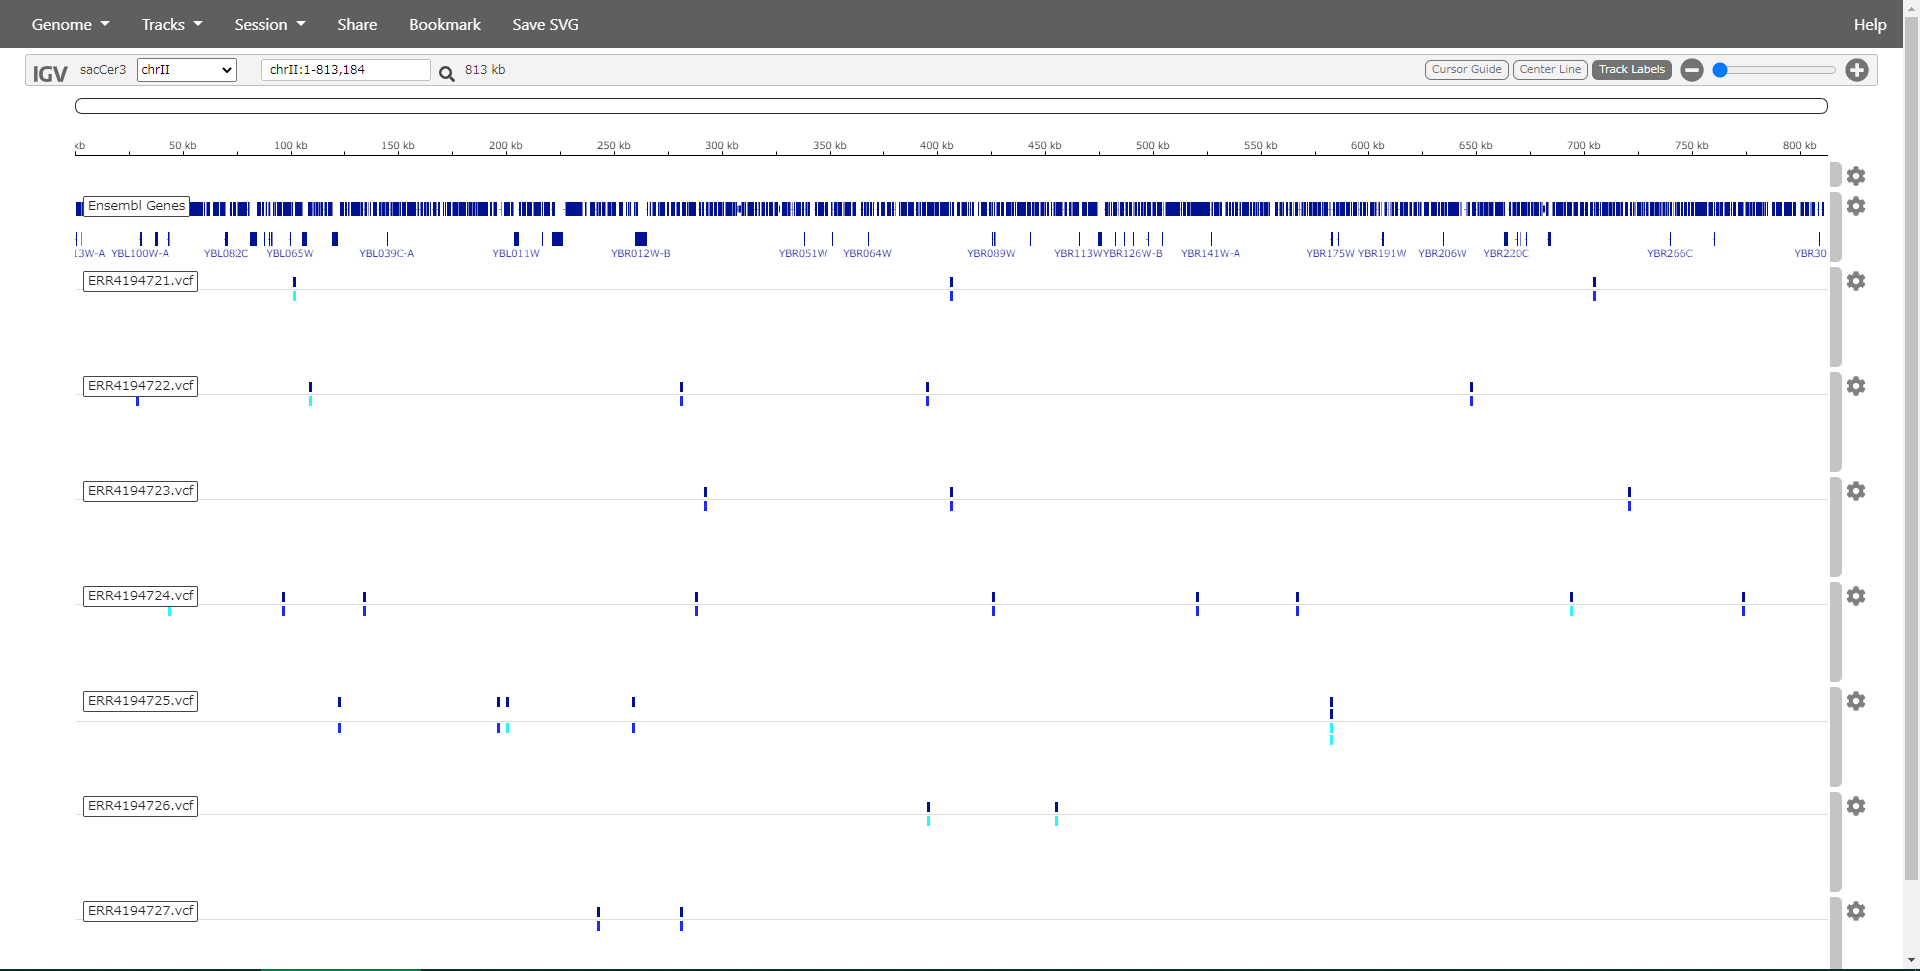 Genome Tracks Session Share Bookmark Save SVG Help
IGV sacCer3 chrII chrII:1-813,184 813 kb Cursor Guide Center Line Track Labels
kb 50 kb 100 kb 150 kb 200 kb 250 kb 300 kb 350 kb 400 kb 450 kb 500 kb 550 kb 600 kb 650 kb 700 kb 750 kb 800 kb
Ensembl Genes
13W-A YBL100W-A YBL082C YBL065W YBL039C-A YBL011W YBR012W-B YBR051W YBR064W YBR089W YBR113W YBR126W-B YBR141W-A YBR175W YBR191W YBR206W YBR220C YBR266C YBR30
ERR4194721.vcf
ERR4194722.vcf
ERR4194723.vcf
ERR4194724.vcf
ERR4194725.vcf
ERR4194726.vcf
ERR4194727.vcf